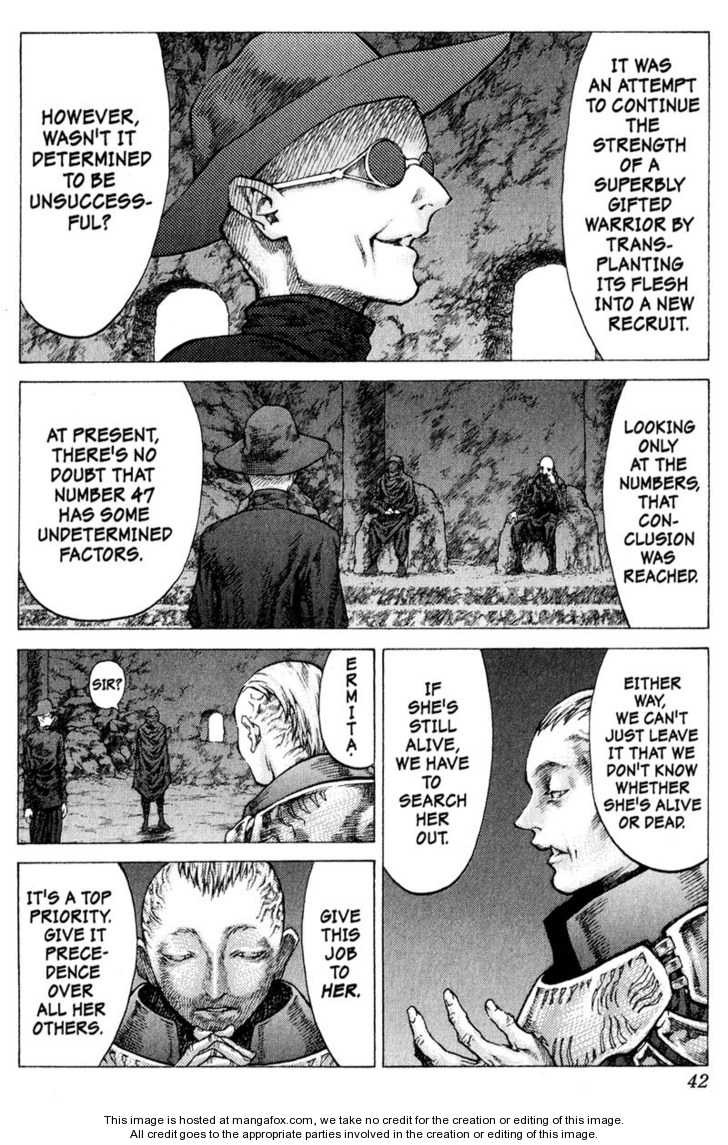 IT WAS
AN ATTEMPT
TO CONTINUE
THE
STRENGTH
OF A
SUPERBLY
GIFTED
WARRIOR BY
TRANS-
PLANTING
ITS FLESH
INTO A NEW
RECRUIT.
HOWEVER,
WASN'T IT
DETERMINED
TO BE
UNSUCCESS-
FUL?
LOOKING
ONLY
AT THE
NUMBERS,
THAT
CON-
CLUSION
WAS
REACHED.
AT PRESENT,
THERE'S NO
DOUBT THAT
NUMBER 47
HAS SOME
UNDETERMINED
FACTORS.
EITHER
WAY,
WE CAN'T
JUST LEAVE
IT THAT WE
DON'T KNOW
WHETHER
SHE'S ALIVE
OR DEAD.
IF
SHE'S
STILL
ALIVE,
WE HAVE
TO
SEARCH
HER
OUT.
ERMITA.
SIR?
GIVE
THIS
JOB
TO
HER.
IT'S A TOP
PRIORITY.
GIVE IT
PRECE-
DENCE
OVER
ALL HER
OTHERS.
42
This image is hosted at mangafox.com, we take no credit for the creation or editing of this image.
All credit goes to the appropriate parties involved in the creation or editing of this image.